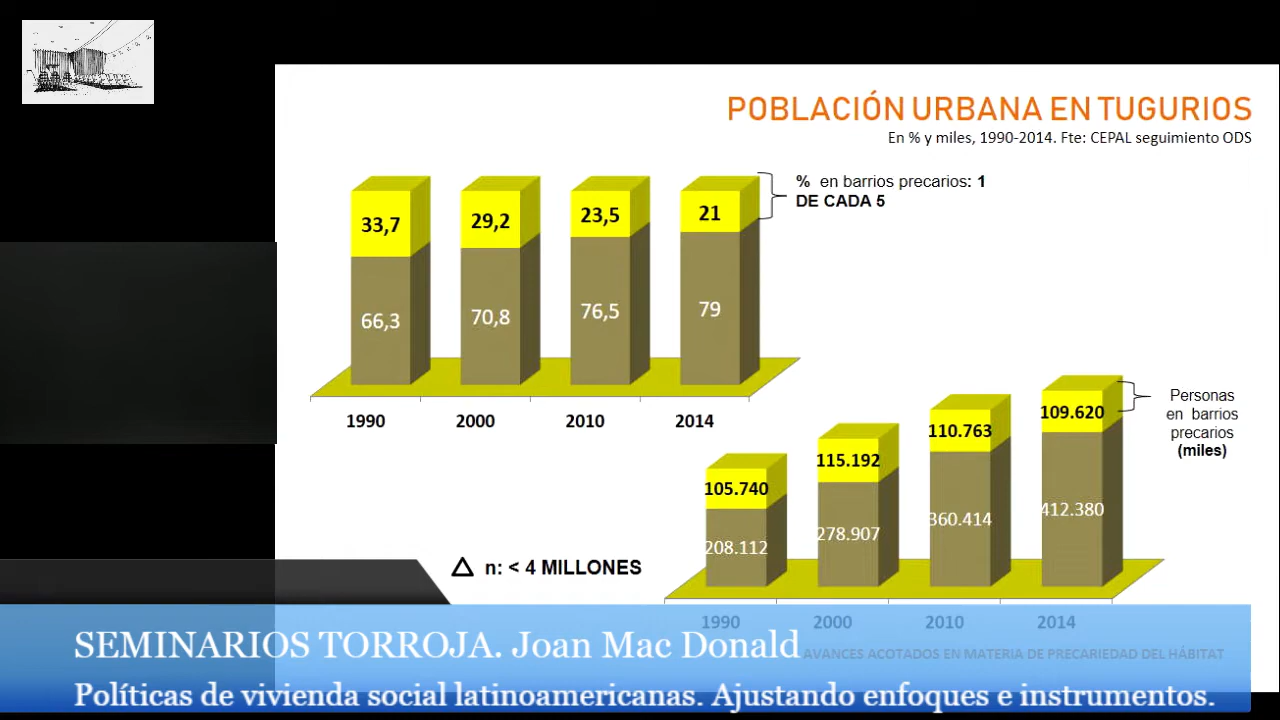 POBLACIÓN URBANA EN TUGURIOS
En % y miles, 1990-2014. Fte: CEPAL seguimiento ODS
% en barrios precarios: 1
DE CADA 5
33,7
29,2
23,5
21
66,3
70,8
76,5
79
1990
2000
2010
2014
Personas
en barrios
precarios
(miles)
105.740
115.192
110.763
109.620
208.112
278.907
360.414
412.380
1990
2000
2010
2014
△ n: < 4 MILLONES
AVANCES ACOTADOS EN MATERIA DE PRECARIEDAD DEL HÁBITAT
SEMINARIOS TORROJA. Joan Mac Donald
Políticas de vivienda social latinoamericanas. Ajustando enfoques e instrumentos.